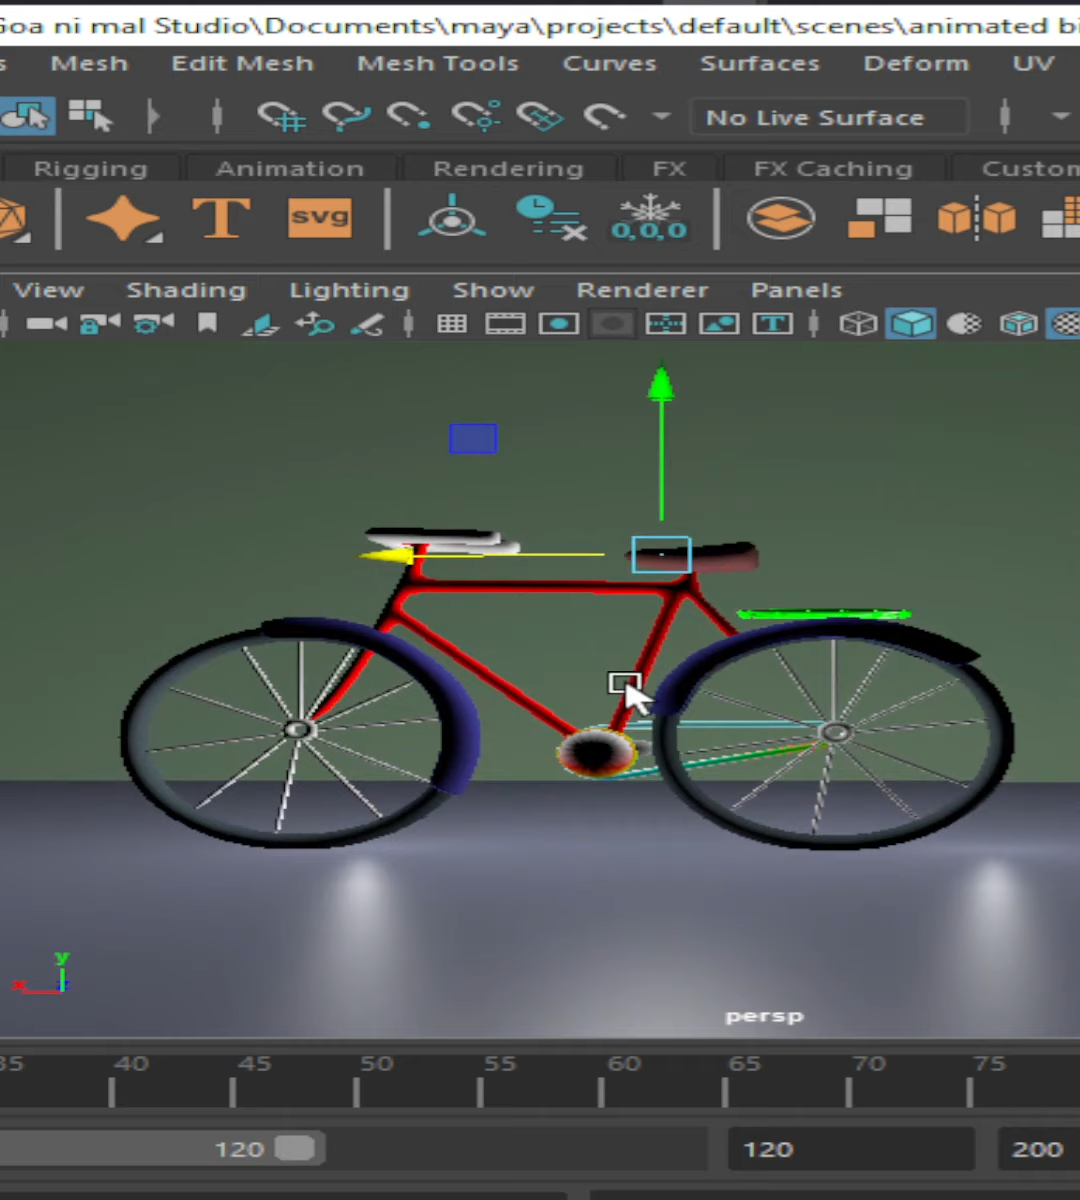 Goa ni mal Studio\Documents\maya\projects\default\scenes\animated bi
s Mesh Edit Mesh Mesh Tools Curves Surfaces Deform UV
No Live Surface
Rigging Animation Rendering FX FX Caching Custom
T svg 0,0,0
View Shading Lighting Show Renderer Panels
T
y
x
persp
35 40 45 50 55 60 65 70 75
120 120 200